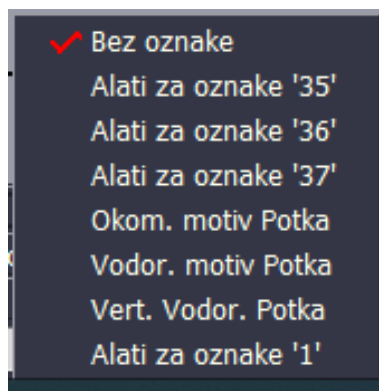 Bez oznake
Alati za oznake '35'
Alati za oznake '36'
Alati za oznake '37'
Okom. motiv Potka
Vodor. motiv Potka
Vert. Vodor. Potka
Alati za oznake '1'